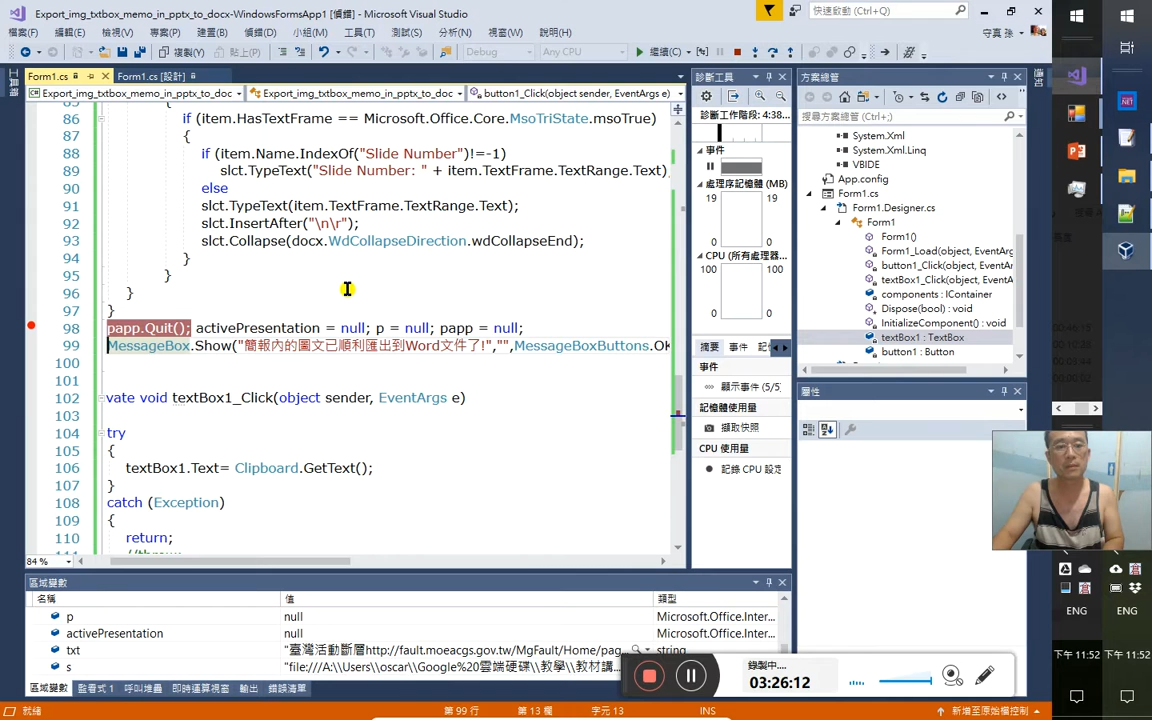 Export_img_txtbox_memo_in_pptx_to_docx-WindowsFormsApp1 (偵錯) - Microsoft Visual Studio
快速啟動 (Ctrl+Q)
檔案(F) 編輯(E) 檢視(V) 專案(P) 建置(B) 偵錯(D) 小組(M) 工具(T) 測試(S) 分析(N) 視窗(W) 說明(H)
守真 孫
複製(Y) 貼上(P) Debug Any CPU 繼續(C)
工具箱
Form1.cs Form1.cs [設計]
Export_img_txtbox_memo_in_pptx_to_doc Export_img_txtbox_memo_in_pptx_to_doc button1_Click(object sender, EventArgs e)
85 {
86 if (item.HasTextFrame == Microsoft.Office.Core.MsoTriState.msoTrue)
87 {
88 if (item.Name.IndexOf("Slide Number")!=-1)
89 slct.TypeText("Slide Number: " + item.TextFrame.TextRange.Text)
90 else
91 slct.TypeText(item.TextFrame.TextRange.Text);
92 slct.InsertAfter("\n\r");
93 slct.Collapse(docx.WdCollapseDirection.wdCollapseEnd);
94 }
95 }
96 }
97 }
98 papp.Quit(); activePresentation = null; p = null; papp = null;
99 MessageBox.Show("簡報內的圖文已順利匯出到Word文件了!","",MessageBoxButtons.OK
100
101
102 vate void textBox1_Click(object sender, EventArgs e)
103
104 try
105 {
106 textBox1.Text= Clipboard.GetText();
107 }
108 catch (Exception)
109 {
110 return;
84 %
診斷工具
診斷工作階段: 4:38
事件
處理序記憶體 (MB)
19 19
0 0
CPU (所有處理器
100 100
0 0
摘要 事件
事件
顯示事件 (5/5)
記憶體使用量
擷取快照
CPU 使用量
記錄 CPU 設定
方案總管
搜尋方案總管 (Ctrl+;)
System.Xml
System.Xml.Linq
VBIDE
App.config
Form1.cs
Form1.Designer.cs
Form1
Form1()
Form1_Load(object, EventAr
button1_Click(object, EventA
textBox1_Click(object, Event
components : IContainer
Dispose(bool) : void
InitializeComponent() : void
textBox1 : TextBox
button1 : Button
屬性
通知
區域變數
名稱 值 類型
p null Microsoft.Office.Inter
activePresentation null Microsoft.Office.Inter
txt "臺灣活動斷層http://fault.moeacgs.gov.tw/MgFault/Home/pag string
s "file:///A:\\Users\\oscar\\Google%20雲端硬碟\\教學\\教材講
區域變數 監看式 1 呼叫堆疊 即時運算視窗 輸出 錯誤清單
錄製中....
03:26:12
就緒 第 99 行 第 13 欄 字元 13 INS 新增至原始檔控制
ENG ENG
下午 11:52 下午 11:52